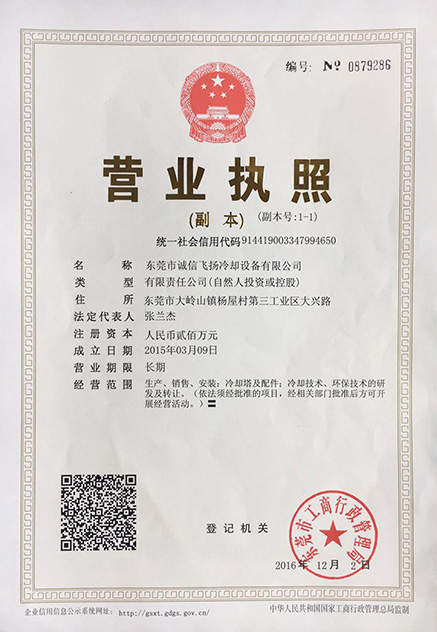 编号: № 0879286
营业执照
(副 本) (副本号:1-1)
统一社会信用代码914419003347994650
名 称 东莞市诚信飞扬冷却设备有限公司
类 型 有限责任公司(自然人投资或控股)
住 所 东莞市大岭山镇杨屋村第三工业区大兴路
法定代表人 张兰杰
注册资本 人民币贰佰万元
成立日期 2015年03月09日
营业期限 长期
经营范围 生产、销售、安装:冷却塔及配件;冷却技术、环保技术的研
发及转让。(依法须经批准的项目,经相关部门批准后方可开
展经营活动。)〓
登记机关
东莞市工商行政管理局
2016年 12月 2日
企业信用信息公示系统网址: http://gsxt.gdgs.gov.cn/
中华人民共和国国家工商行政管理总局监制